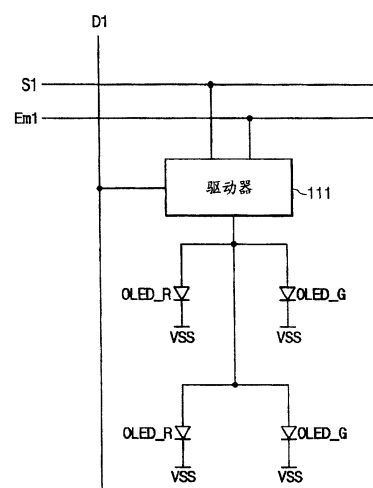 D1
S1
Em1
驱动器
111
OLED_R
OLED_G
VSS
VSS
OLED_R
OLED_G
VSS
VSS